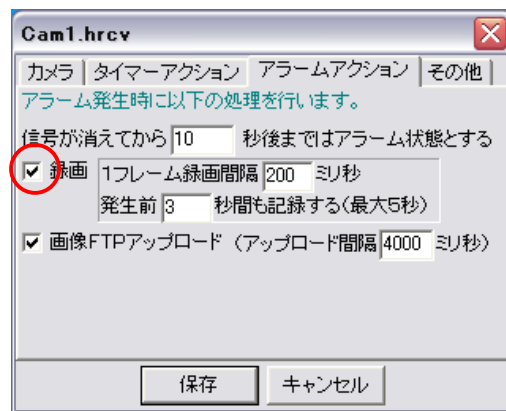 Cam1.hrcv
カメラ タイマーアクション アラームアクション その他
アラーム発生時に以下の処理を行います。
信号が消えてから 10 秒後まではアラーム状態とする
録画 1フレーム録画間隔 200 ミリ秒
発生前 3 秒間も記録する(最大5秒)
画像FTPアップロード (アップロード間隔 4000 ミリ秒)
保存 キャンセル